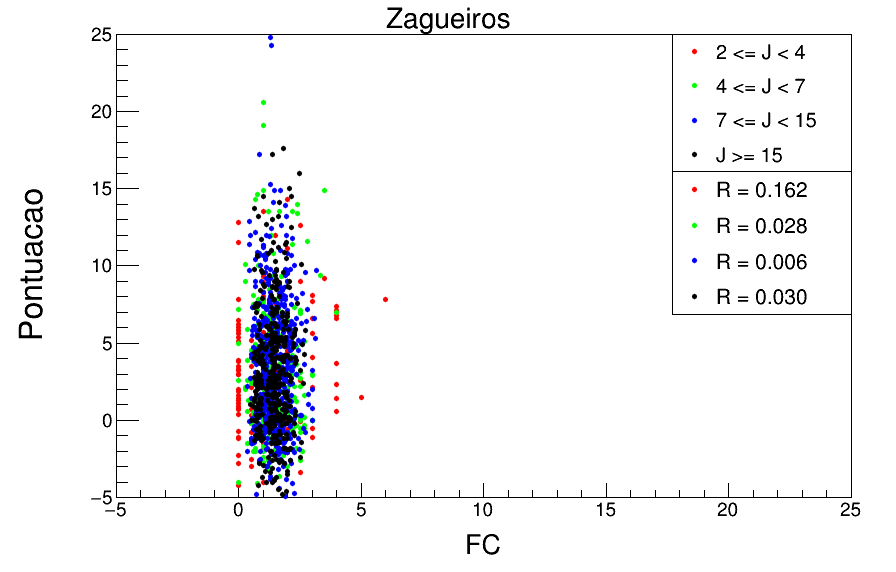 Zagueiros
Pontuacao
25
20
15
10
5
0
−5
−5
0
5
10
15
20
25
FC
2 <= J < 4
4 <= J < 7
7 <= J < 15
J >= 15
R = 0.162
R = 0.028
R = 0.006
R = 0.030